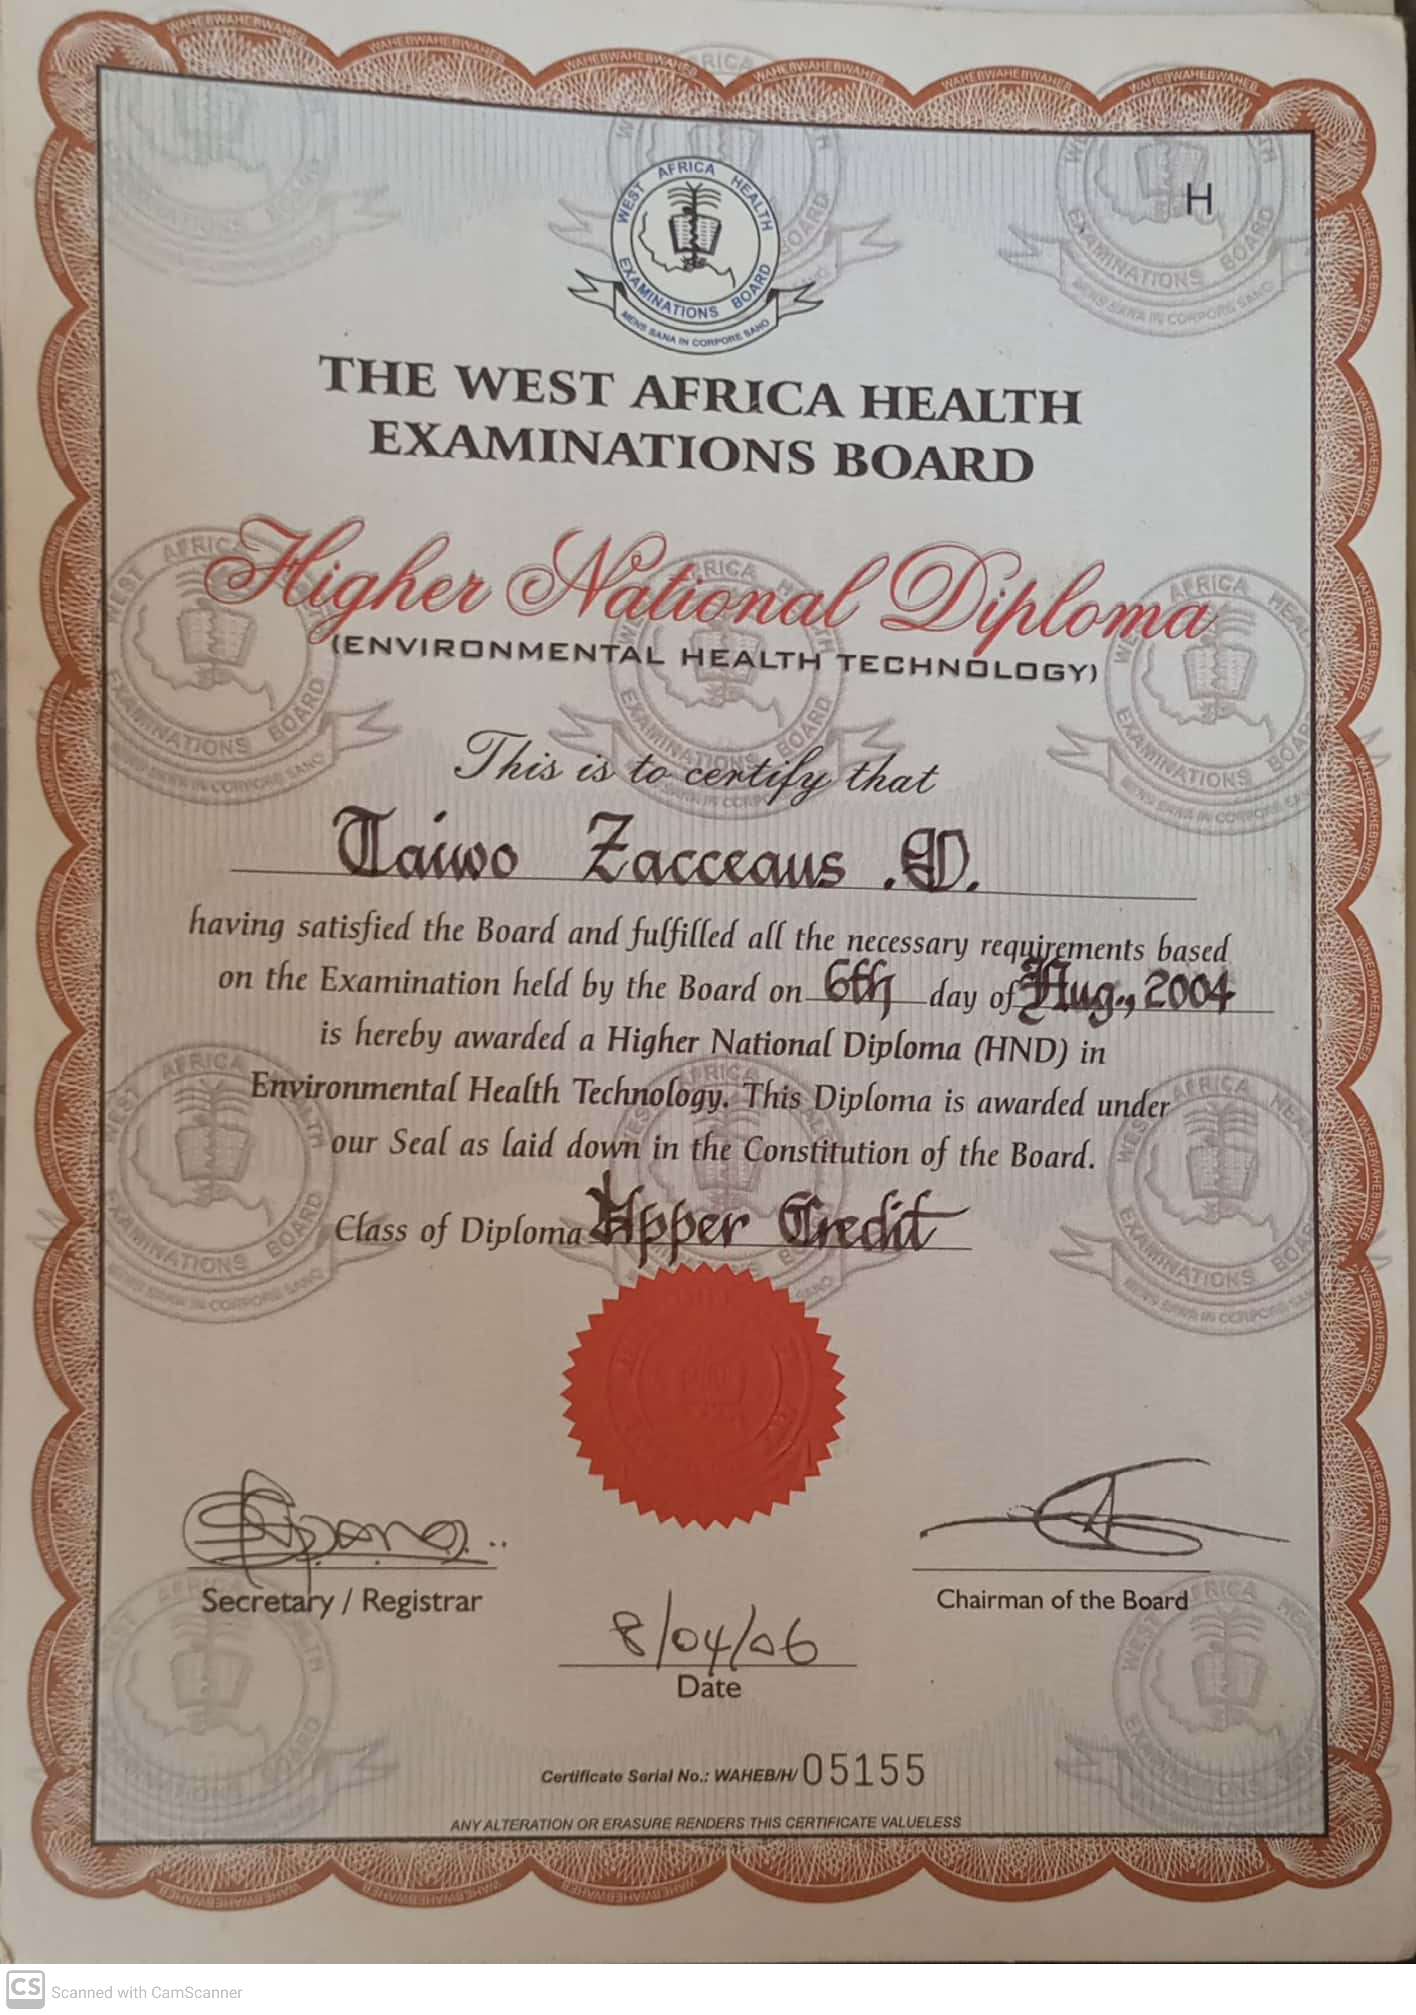 WEST AFRICA HEALTH
EXAMINATIONS BOARD
MENS SANA IN CORPORE SANO
H
THE WEST AFRICA HEALTH
EXAMINATIONS BOARD
Higher National Diploma
(ENVIRONMENTAL HEALTH TECHNOLOGY)
This is to certify that
Taiwo Zacceaus .D.
having satisfied the Board and fulfilled all the necessary requirements based
on the Examination held by the Board on 6th day of Aug., 2004
is hereby awarded a Higher National Diploma (HND) in
Environmental Health Technology. This Diploma is awarded under
our Seal as laid down in the Constitution of the Board.
Class of Diploma Upper Credit
Secretary / Registrar
Chairman of the Board
8/04/06
Date
Certificate Serial No.: WAHEB/H/ 05155
ANY ALTERATION OR ERASURE RENDERS THIS CERTIFICATE VALUELESS
CS Scanned with CamScanner